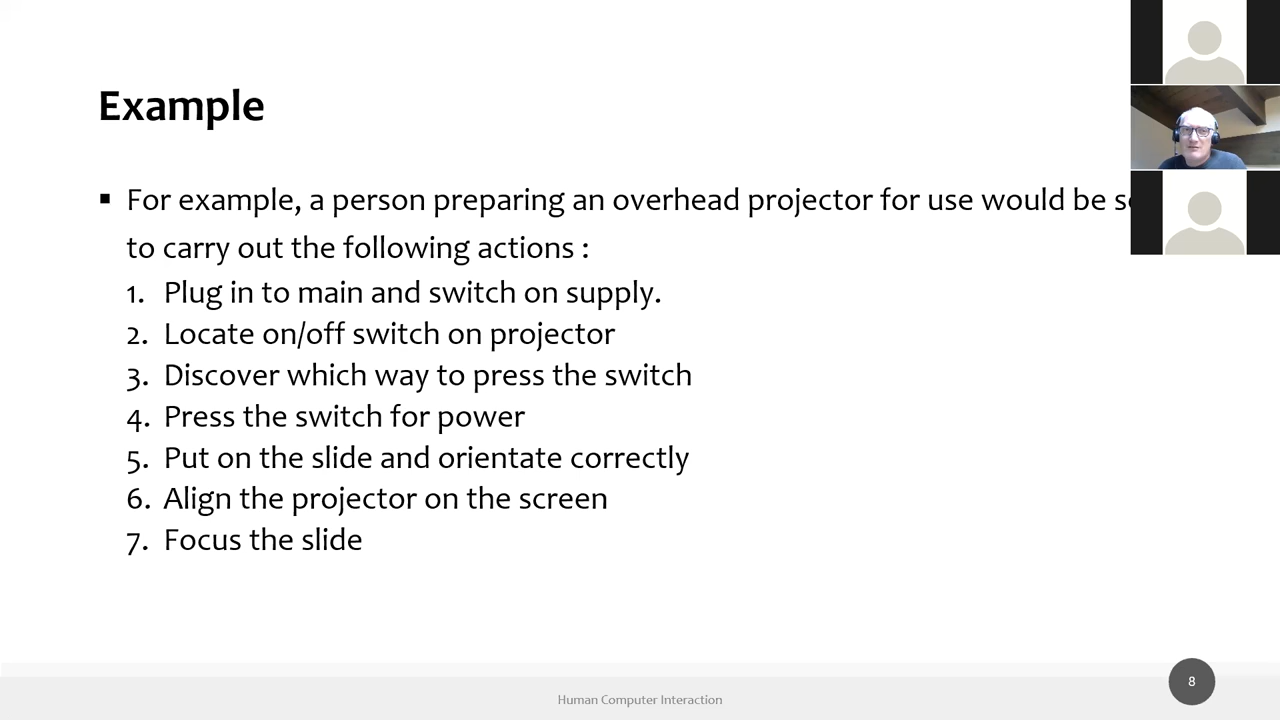 Example
▪ For example, a person preparing an overhead projector for use would be
to carry out the following actions :
1. Plug in to main and switch on supply.
2. Locate on/off switch on projector
3. Discover which way to press the switch
4. Press the switch for power
5. Put on the slide and orientate correctly
6. Align the projector on the screen
7. Focus the slide
Human Computer Interaction
8